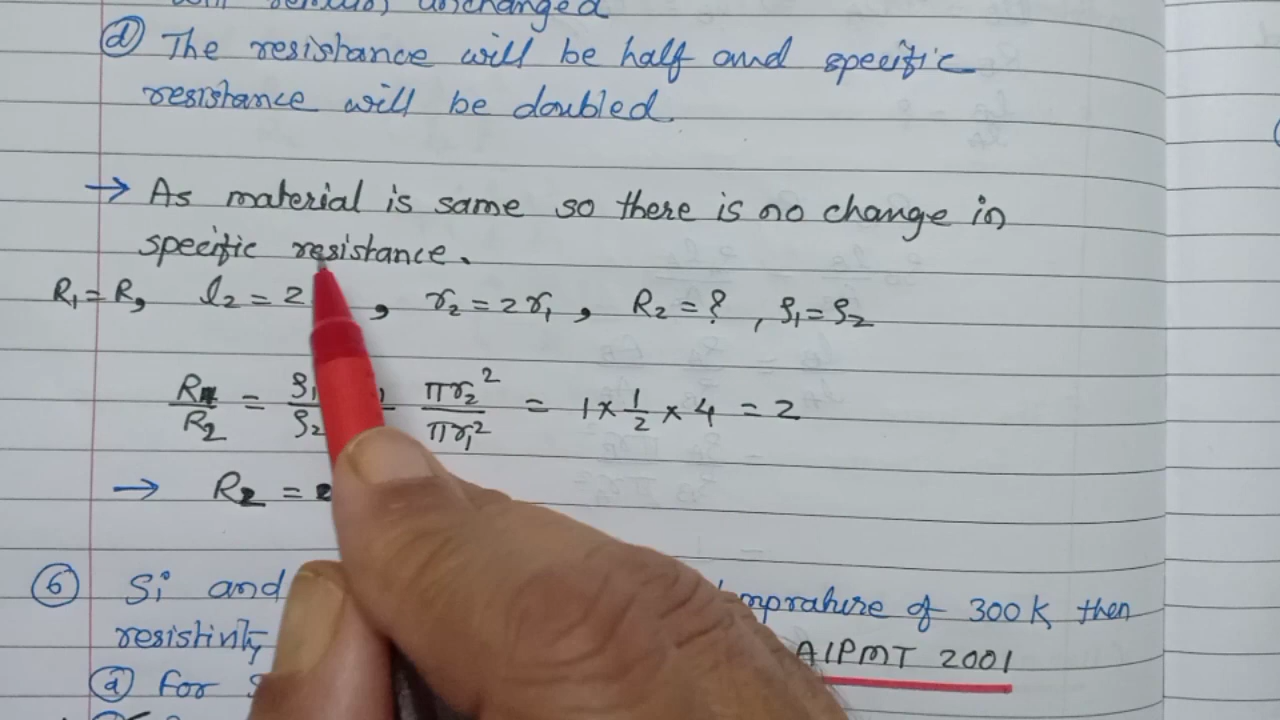 unchanged
(d) The resistance will be half and specific
resistance will be doubled.
→ As material is same so there is no change in
specific resistance.
R₁ = R, l₂ = 2 , r₂ = 2r₁, R₂ = ?, ρ₁ = ρ₂
R₁/R₂ = ρ₁/ρ₂ πr₂²/πr₁² = 1 × 1/2 × 4 = 2
→ R₂ =
(6) Si and mprature of 300 K then
resistivity AIPMT 2001
(a) For